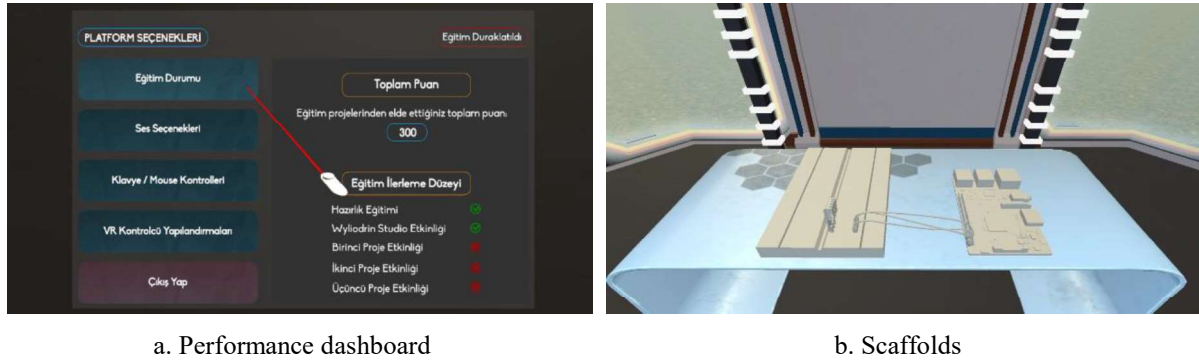 PLATFORM SEÇENEKLERİ
Eğitim Duraklatıldı
Eğitim Durumu
Ses Seçenekleri
Klavye / Mouse Kontrolleri
VR Kontrolcü Yapılandırmaları
Çıkış Yap
Toplam Puan
Eğitim projelerinden elde ettiğiniz toplam puan:
300
Eğitim İlerleme Düzeyi
Hazırlık Eğitimi
Wyliodrin Studio Etkinliği
Birinci Proje Etkinliği
İkinci Proje Etkinliği
Üçüncü Proje Etkinliği
a. Performance dashboard
b. Scaffolds